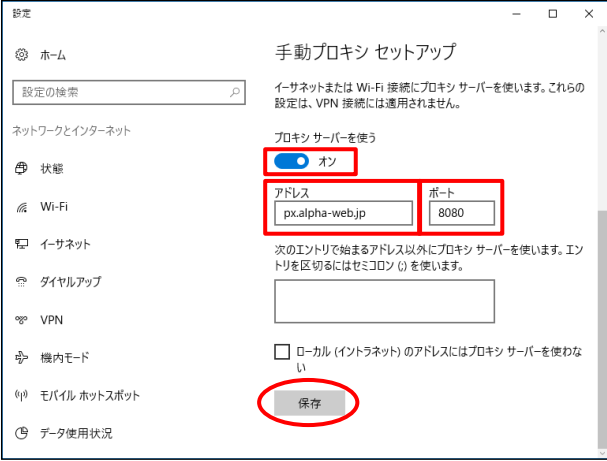 設定
ホーム
設定の検索
ネットワークとインターネット
状態
Wi-Fi
イーサネット
ダイヤルアップ
VPN
機内モード
モバイル ホットスポット
データ使用状況
手動プロキシ セットアップ
イーサネットまたは Wi-Fi 接続にプロキシ サーバーを使います。これらの
設定は、VPN 接続には適用されません。
プロキシ サーバーを使う
オン
アドレス
ポート
px.alpha-web.jp
8080
次のエントリで始まるアドレス以外にプロキシ サーバーを使います。エン
トリを区切るにはセミコロン (;) を使います。
ローカル (イントラネット) のアドレスにはプロキシ サーバーを使わな
い
保存